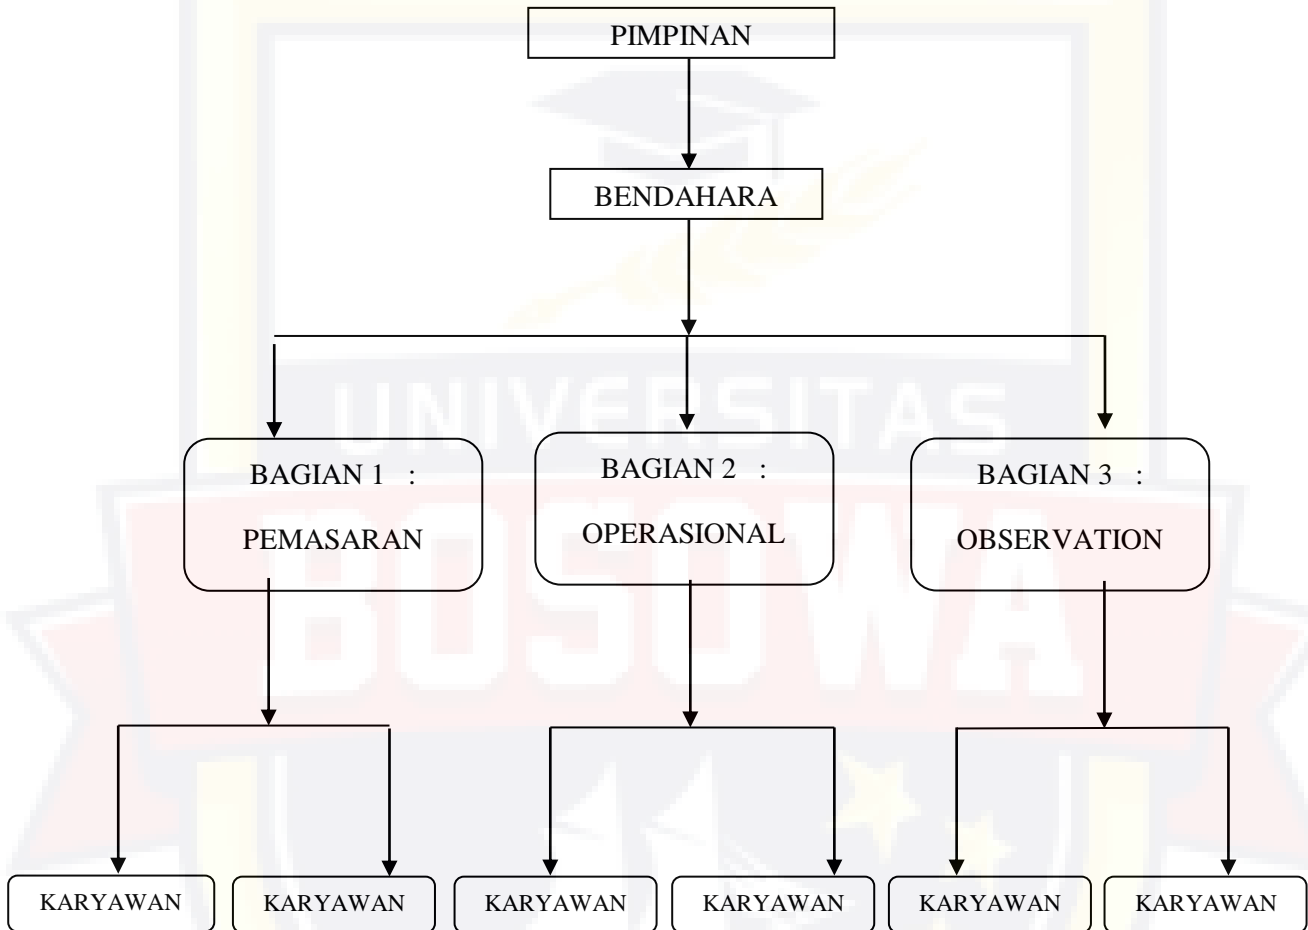 PIMPINAN
BENDAHARA
UNIVERSITAS
BOSOWA
BAGIAN 1 :
PEMASARAN
BAGIAN 2 :
OPERASIONAL
BAGIAN 3 :
OBSERVATION
KARYAWAN
KARYAWAN
KARYAWAN
KARYAWAN
KARYAWAN
KARYAWAN